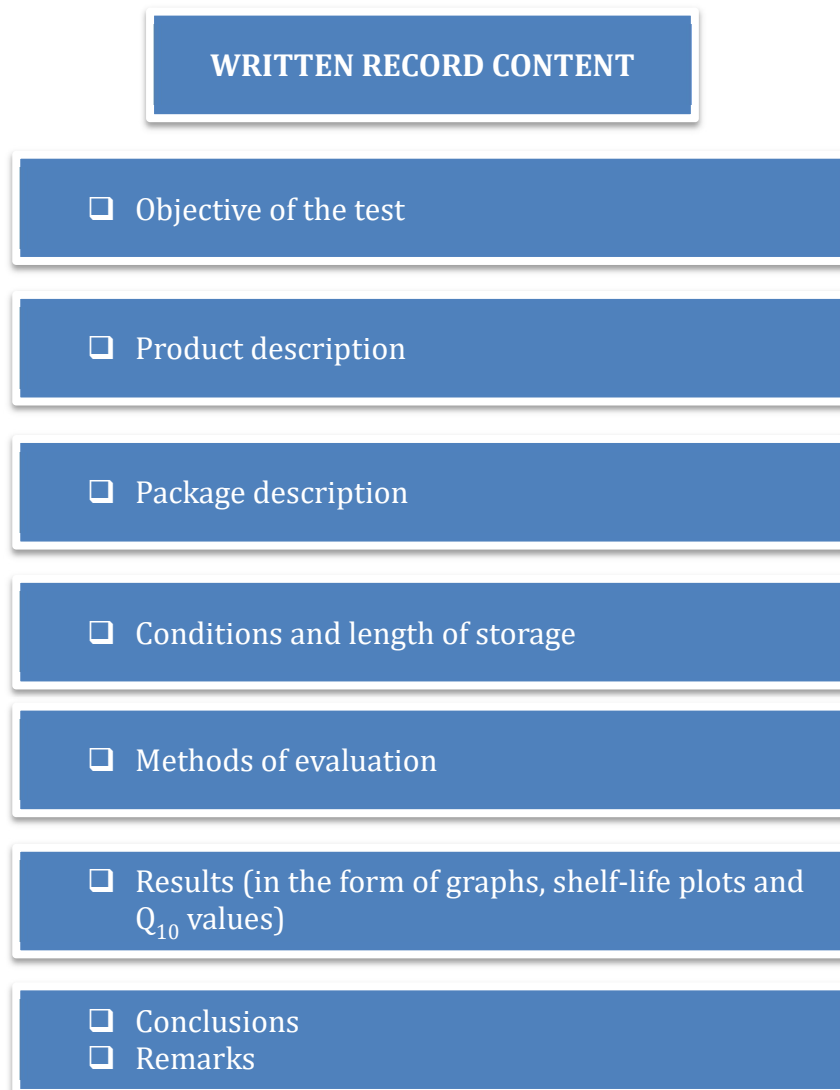 WRITTEN RECORD CONTENT
❑ Objective of the test
❑ Product description
❑ Package description
❑ Conditions and length of storage
❑ Methods of evaluation
❑ Results (in the form of graphs, shelf-life plots and
Q₁₀ values)
❑ Conclusions
❑ Remarks